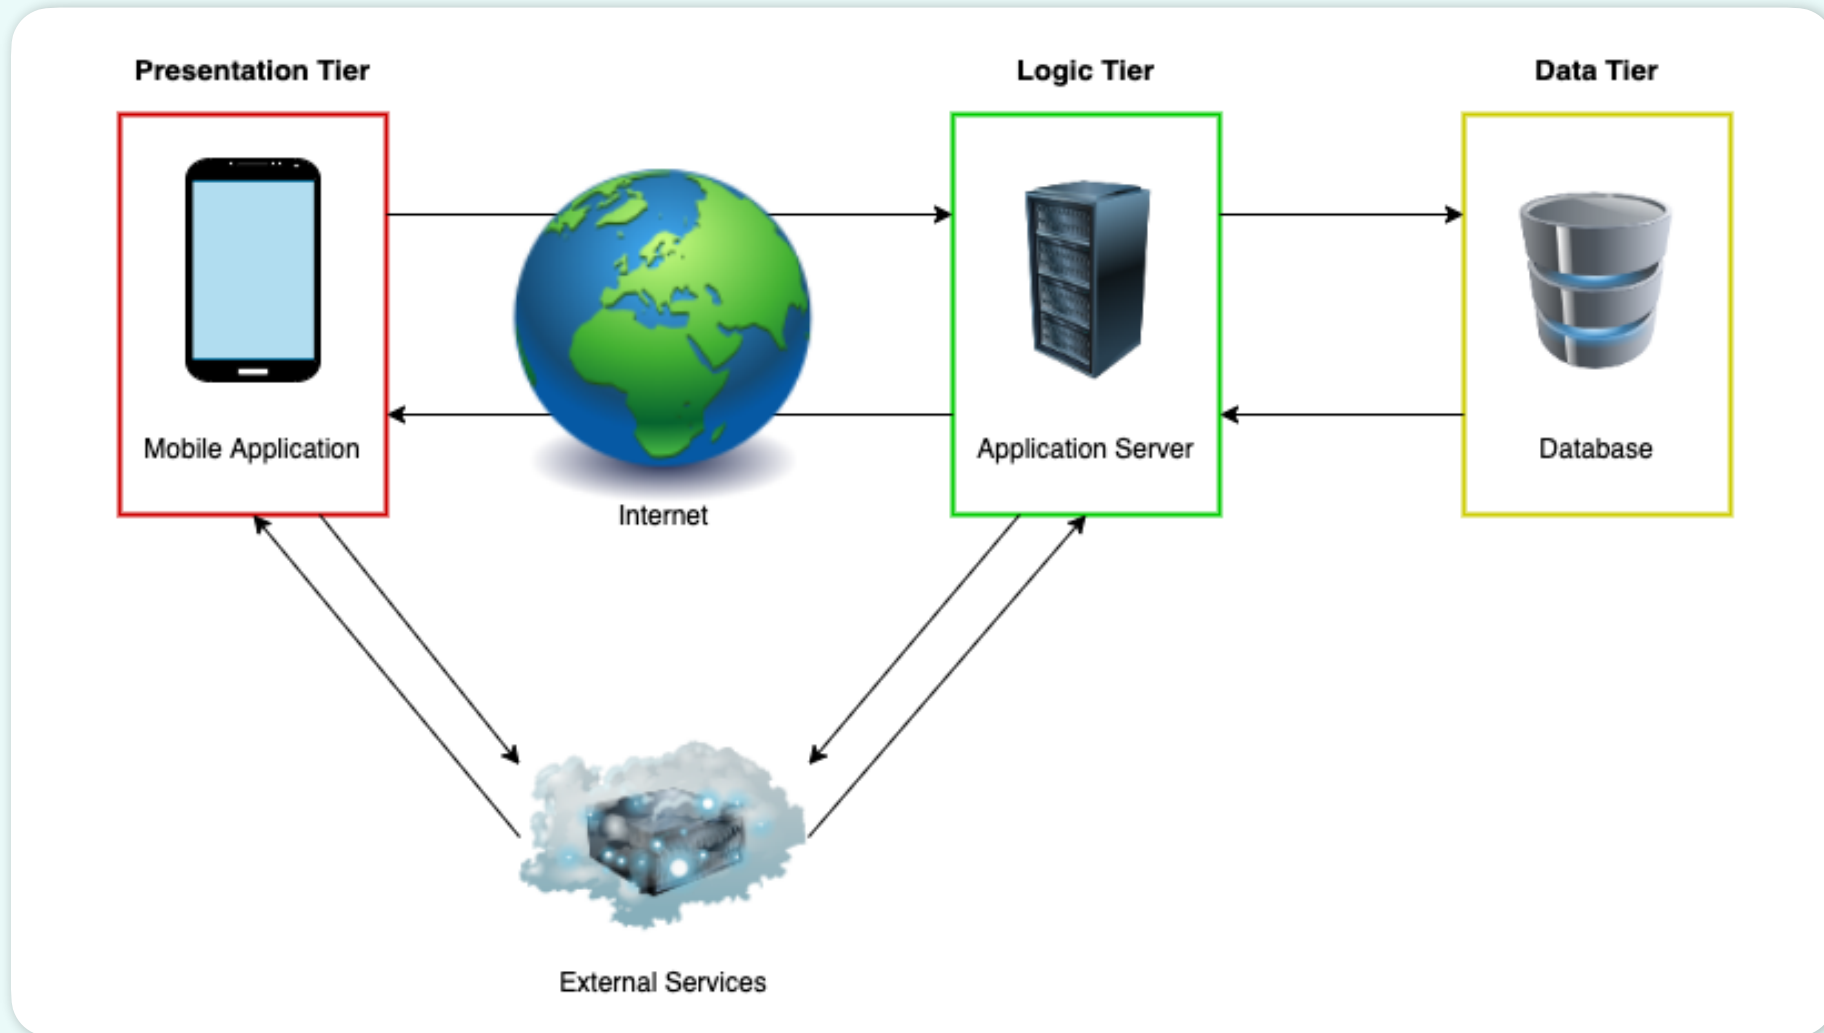 Presentation Tier
Logic Tier
Data Tier
Mobile Application
Application Server
Database
Internet
External Services